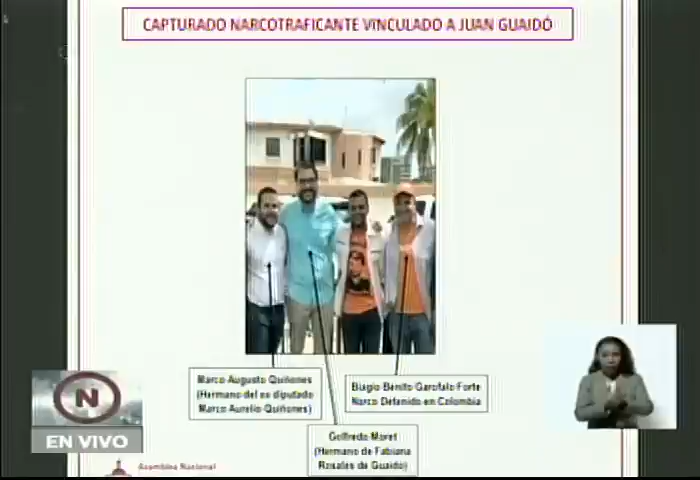 CAPTURADO NARCOTRAFICANTE VINCULADO A JUAN GUAIDÓ
Marco Augusto Quiñones
(Hermano del ex diputado
Marco Aurelio Quiñones)
Biagio Benito Garofalo Forte
Narco Detenido en Colombia
Golfredo Moret
(Hermano de Fabiana
Rosales de Guaidó)
N
EN VIVO
Asamblea Nacional